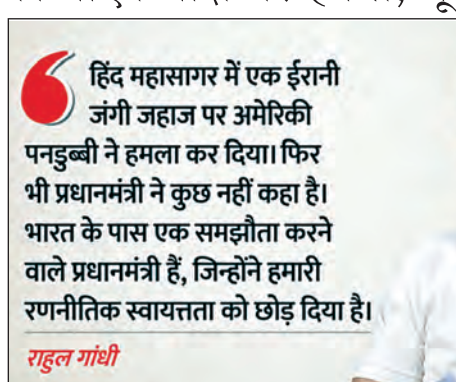 हिंद महासागर में एक ईरानी
जंगी जहाज पर अमेरिकी
पनडुब्बी ने हमला कर दिया। फिर
भी प्रधानमंत्री ने कुछ नहीं कहा है।
भारत के पास एक समझौता करने
वाले प्रधानमंत्री हैं, जिन्होंने हमारी
रणनीतिक स्वायत्तता को छोड़ दिया है।
राहुल गांधी